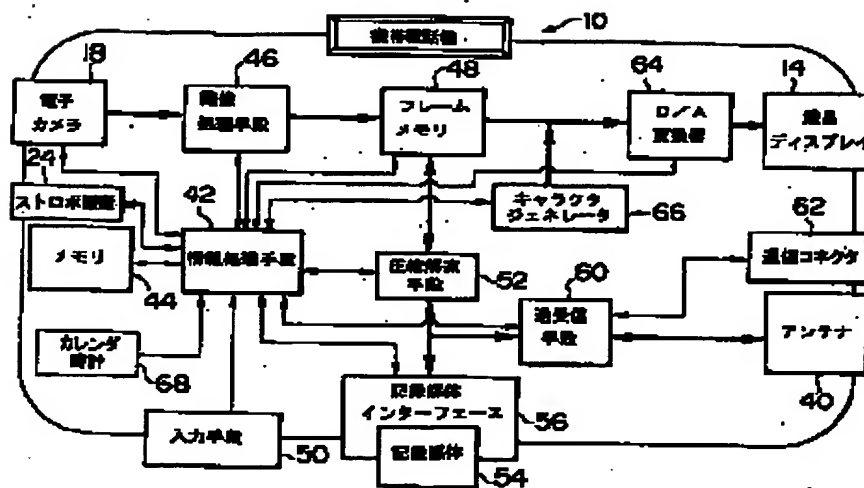 携帯電話機
10
18
46
48
64
14
電子
カメラ
画像
処理手段
フレーム
メモリ
D/A
変換器
液晶
ディスプレイ
24
ストロボ装置
42
キャラクタ
ジェネレータ
66
62
メモリ
44
情報処理手段
圧縮解凍
手段
52
60
通信コネクタ
送受信
手段
アンテナ
カレンダ
時計
68
40
記録媒体
インターフェース
56
入力手段
50
記録媒体
54